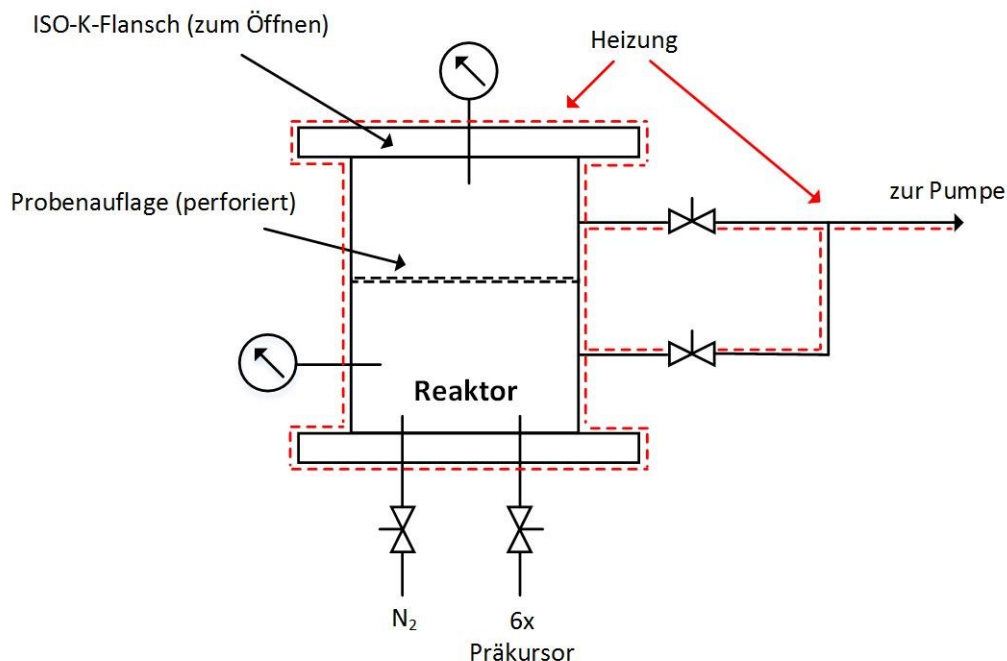 ISO-K-Flansch (zum Öffnen)
Heizung
Probenauflage (perforiert)
zur Pumpe
Reaktor
N₂
6x
Präkursor